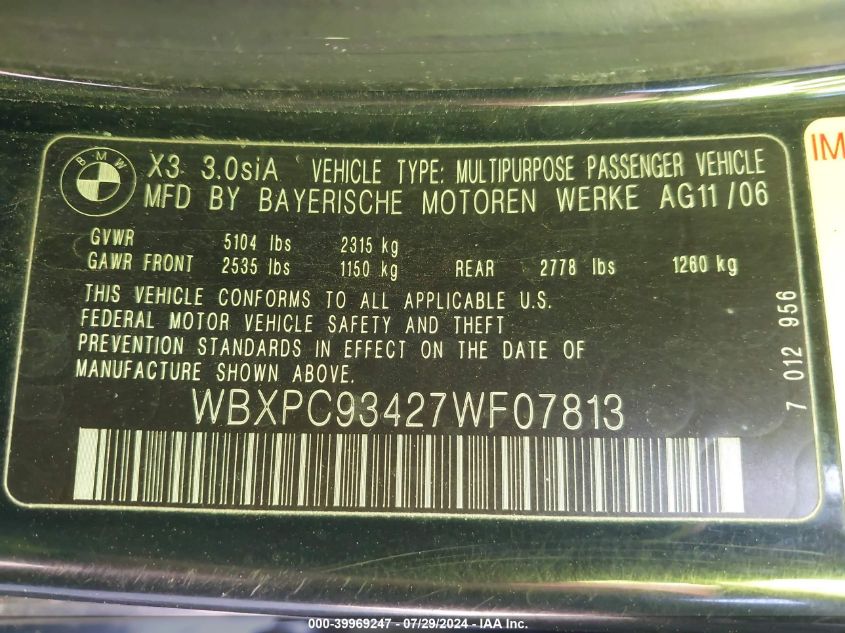 BMW
X3 3.0siA VEHICLE TYPE: MULTIPURPOSE PASSENGER VEHICLE
MFD BY BAYERISCHE MOTOREN WERKE AG11/06
GVWR 5104 lbs 2315 kg
GAWR FRONT 2535 lbs 1150 kg REAR 2778 lbs 1260 kg
THIS VEHICLE CONFORMS TO ALL APPLICABLE U.S.
FEDERAL MOTOR VEHICLE SAFETY AND THEFT
PREVENTION STANDARDS IN EFFECT ON THE DATE OF
MANUFACTURE SHOWN ABOVE.
WBXPC93427WF07813
7 012 956
IM
000-39969247 - 07/29/2024 - IAA Inc.